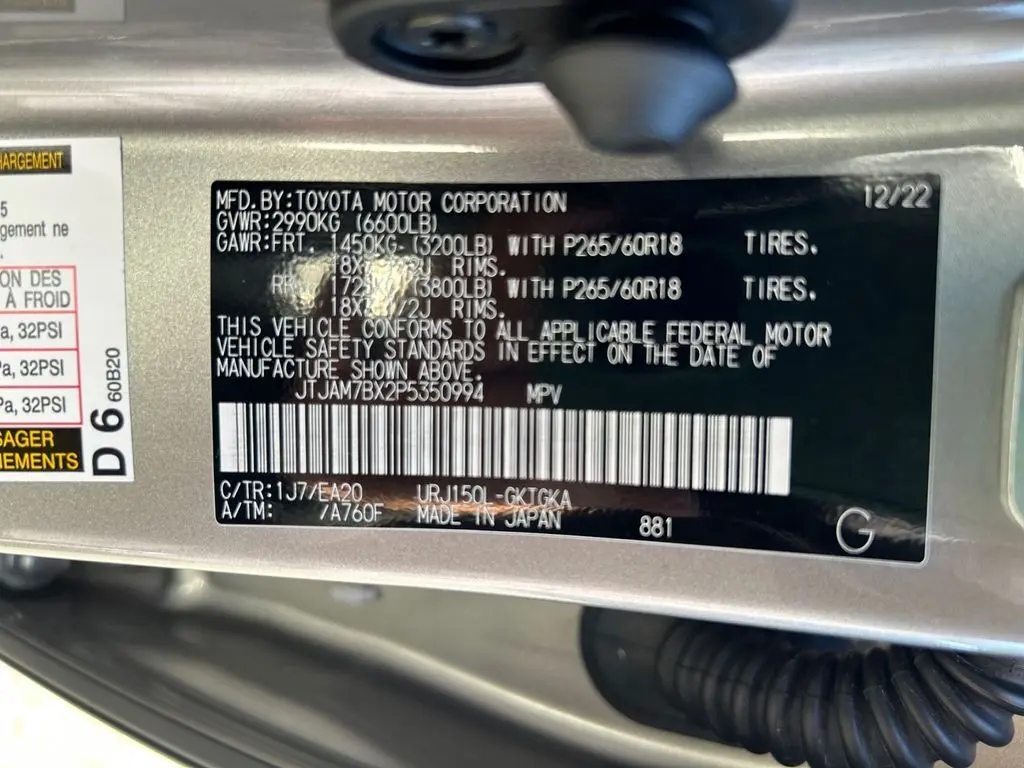 MFD.BY:TOYOTA MOTOR CORPORATION 12/22
GVWR:2990KG (6600LB)
GAWR:FRT. 1450KG (3200LB) WITH P265/60R18 TIRES.
RIMS.
(3800LB) WITH P265/60R18 TIRES.
RIMS.
THIS VEHICLE CONFORMS TO ALL APPLICABLE FEDERAL MOTOR
VEHICLE SAFETY STANDARDS IN EFFECT ON THE DATE OF
MANUFACTURE SHOWN ABOVE.
JTJAM7BX2P5350994 MPV
C/TR:1J7/EA20 URJ150L-GKTGKA
A/TM: /A760F MADE IN JAPAN 881
G
HARGEMENT
5
gement ne
ON DES
À FROID
a, 32PSI
Pa, 32PSI
Pa, 32PSI
SAGER
EMENTS
D 6 60B20